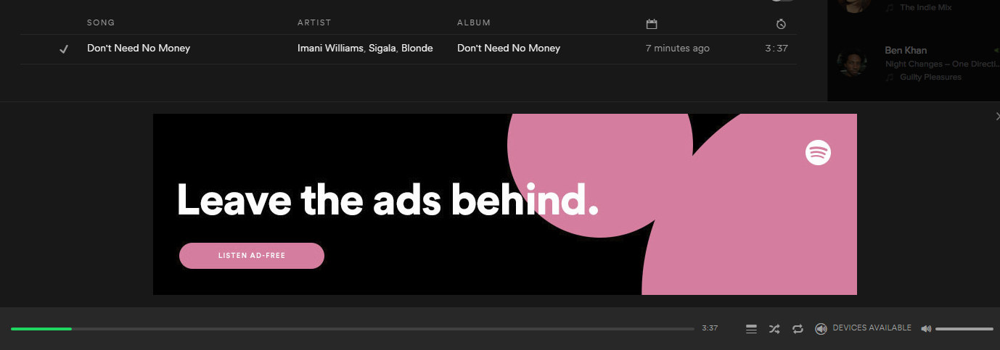 The Indie Mix
SONG ARTIST ALBUM
Don't Need No Money Imani Williams, Sigala, Blonde Don't Need No Money 7 minutes ago 3:37
Ben Khan
Night Changes – One Directi...
Guilty Pleasures
Leave the ads behind.
LISTEN AD-FREE
3:37 DEVICES AVAILABLE